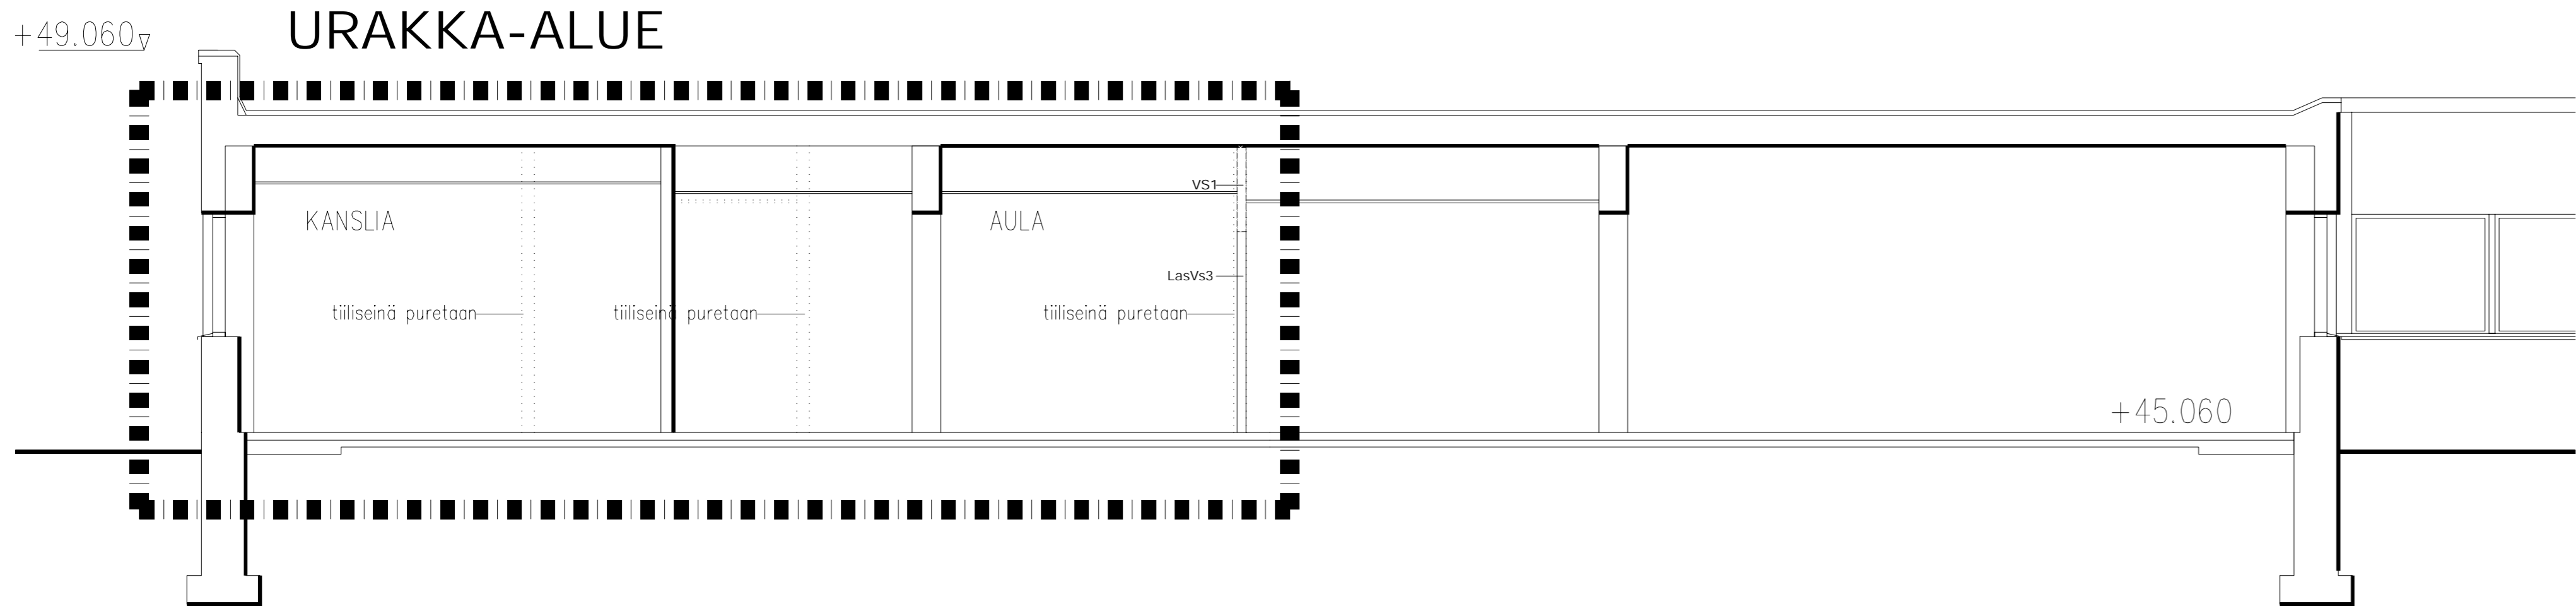 +49.060
URAKKA-ALUE
VS1
KANSLIA
AULA
LasVs3
tiiliseinä puretaan
tiiliseinä puretaan
tiiliseinä puretaan
+45.060